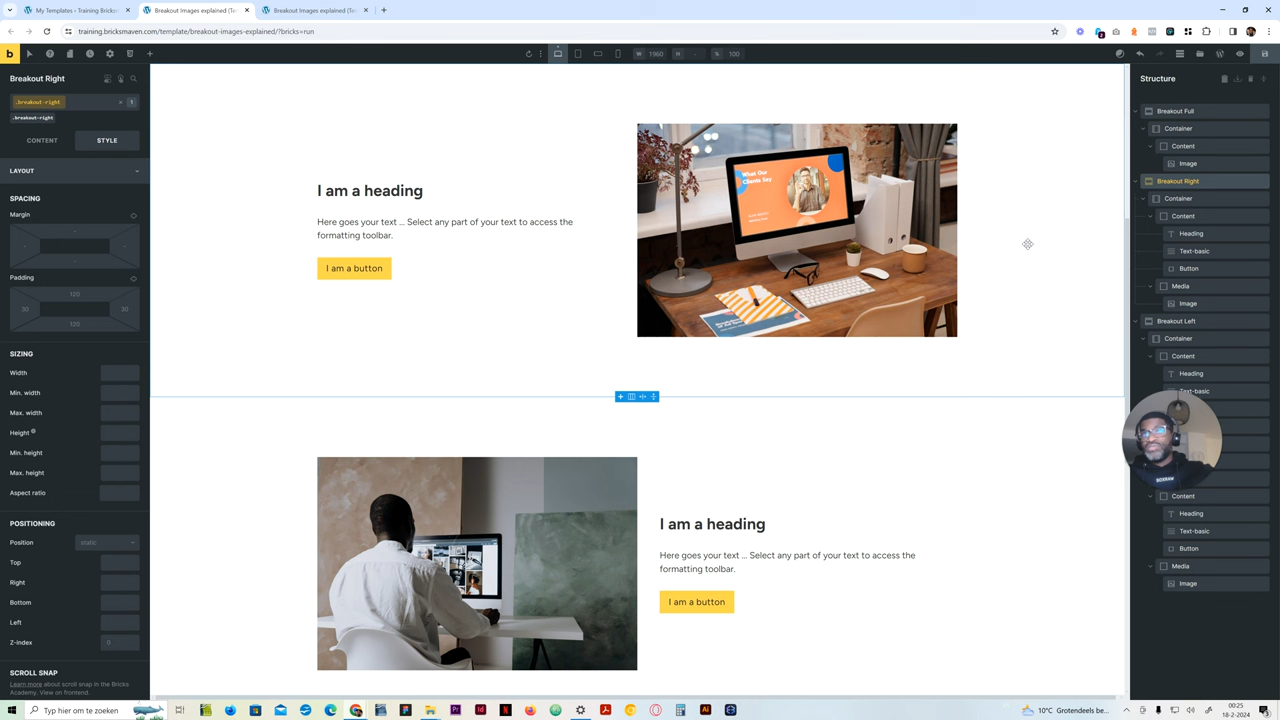 My Templates ‹ Training Bricks
Breakout Images explained (Te
Breakout Images explained (Te
training.bricksmaven.com/template/breakout-images-explained/?bricks=run
b
W 1960 H - % 100
Breakout Right
.breakout-right × 1
.breakout-right
CONTENT STYLE
LAYOUT
SPACING
Margin
Padding
120
30 30
120
SIZING
Width
Min. width
Max. width
Height
Min. height
Max. height
Aspect ratio
POSITIONING
Position static
Top
Right
Bottom
Left
Z-index 0
SCROLL SNAP
Learn more about scroll snap in the Bricks
Academy. View on frontend.
I am a heading
Here goes your text ... Select any part of your text to access the
formatting toolbar.
I am a button
What Our
Clients Say
I am a heading
Here goes your text ... Select any part of your text to access the
formatting toolbar.
I am a button
Structure
Breakout Full
Container
Content
Image
Breakout Right
Container
Content
Heading
Text-basic
Button
Media
Image
Breakout Left
Container
Content
Heading
Text-basic
Content
Heading
Text-basic
Button
Media
Image
Typ hier om te zoeken
10°C Grotendeels be...
00:25
18-2-2024